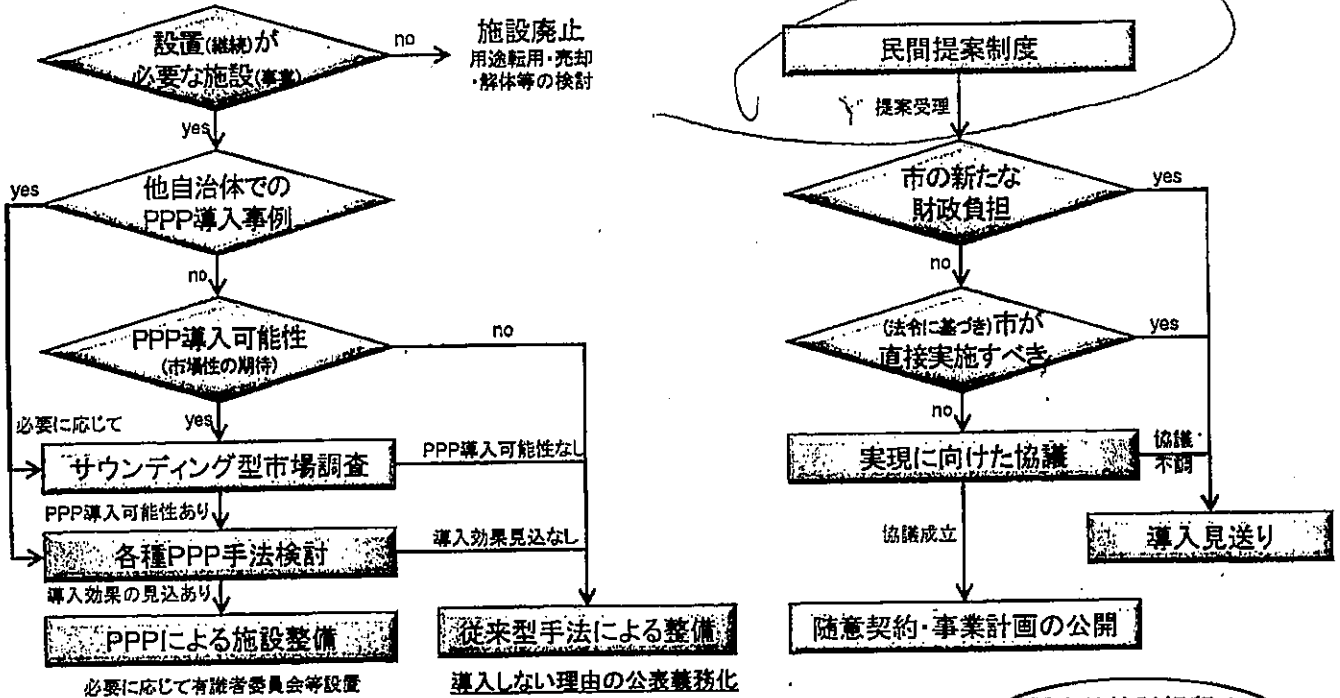 設置(継続)が
必要な施設(事業)
no
施設廃止
用途転用・売却
・解体等の検討
yes
他自治体での
PPP導入事例
yes
no
PPP導入可能性
(市場性の期待)
no
必要に応じて
yes
サウンディング型市場調査
PPP導入可能性なし
PPP導入可能性あり
各種PPP手法検討
導入効果見込なし
導入効果の見込あり
PPPによる施設整備
必要に応じて有識者委員会等設置
従来型手法による整備
導入しない理由の公表義務化
民間提案制度
提案受理
市の新たな
財政負担
yes
no
(法令に基づき)市が
直接実施すべき
yes
no
実現に向けた協議
協議
不調
協議成立
導入見送り
随意契約・事業計画の公開